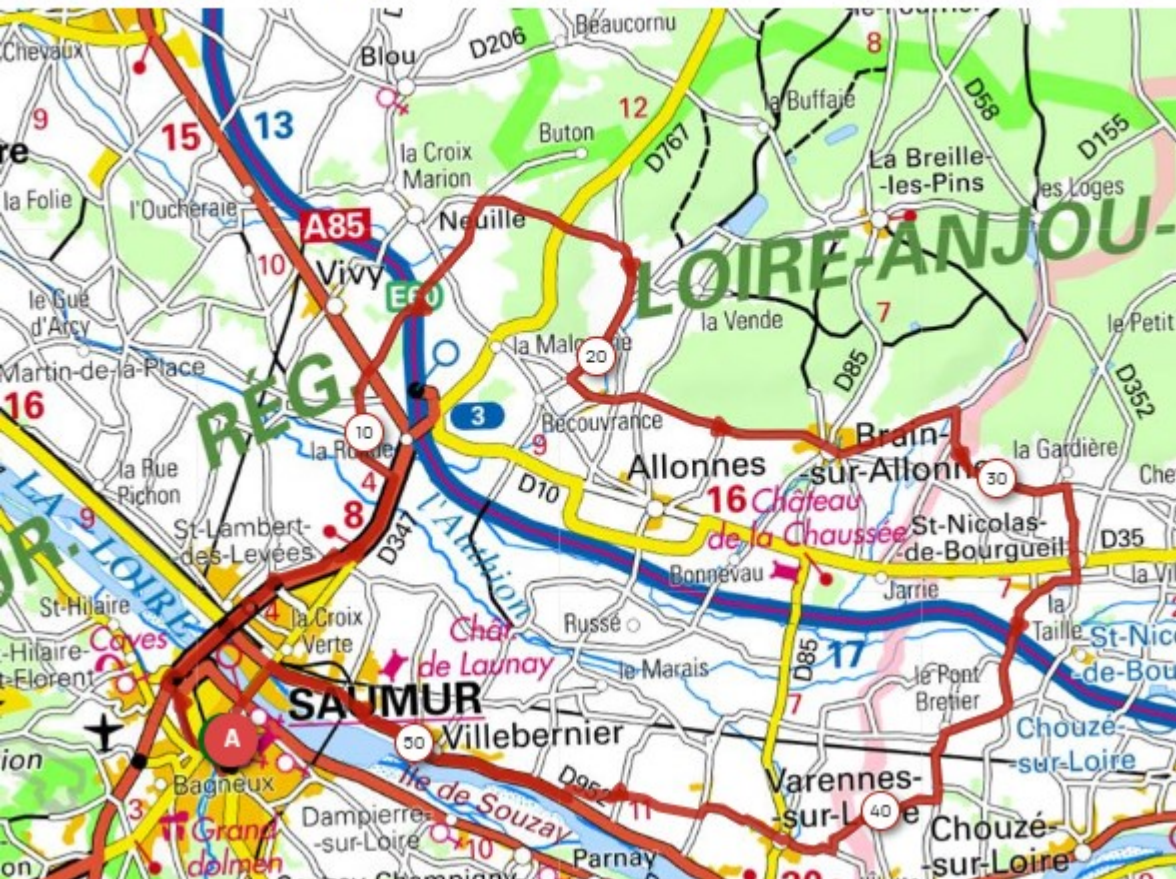 Chevaux
Blou
D206
Beaucornu
8
9
15
13
12
Buton
D767
la Buffaie
D58
D155
re
la Folie
la Croix
Marion
La Breille-
-les-Pins
les Loges
l'Oucheraie
A85
Neuillé
LOIRE-ANJOU-
10
Vivy
E60
le Gué
d'Arcy
la Vende
7
le Petit
Martin-de-la-Place
20
D85
D352
16
RÉG.
3
Bécouvrance
10
9
Brain-
-sur-Allonnes
la Gardière
30
la Rue
Pichon
4
Allonnes
D10
16
Château
de la Chaussée
St-Nicolas-
-de-Bourgueil
D35
LA LOIRE
9
8
St-Lambert-
-des-Levées
D347
l'Authion
Bonnevau
Jarrie
7
UR.
St-Hilaire
4
la Croix
Verte
Russé
la
Taille
Caves
-Hilaire-
t-Florent
Chât.
de Launay
le Marais
D85
17
St-Nic
-de-Bou
SAUMUR
7
le Pont
Bretier
A
50
Villebernier
Chouzé-
-sur-Loire
ion
Bagneux
Île de Souzay
D952
11
Varennes-
-sur-Loire
40
3
Grand
dolmen
Dampierre-
-sur-Loire
10
Parnay
Chouzé-
-sur-Loire